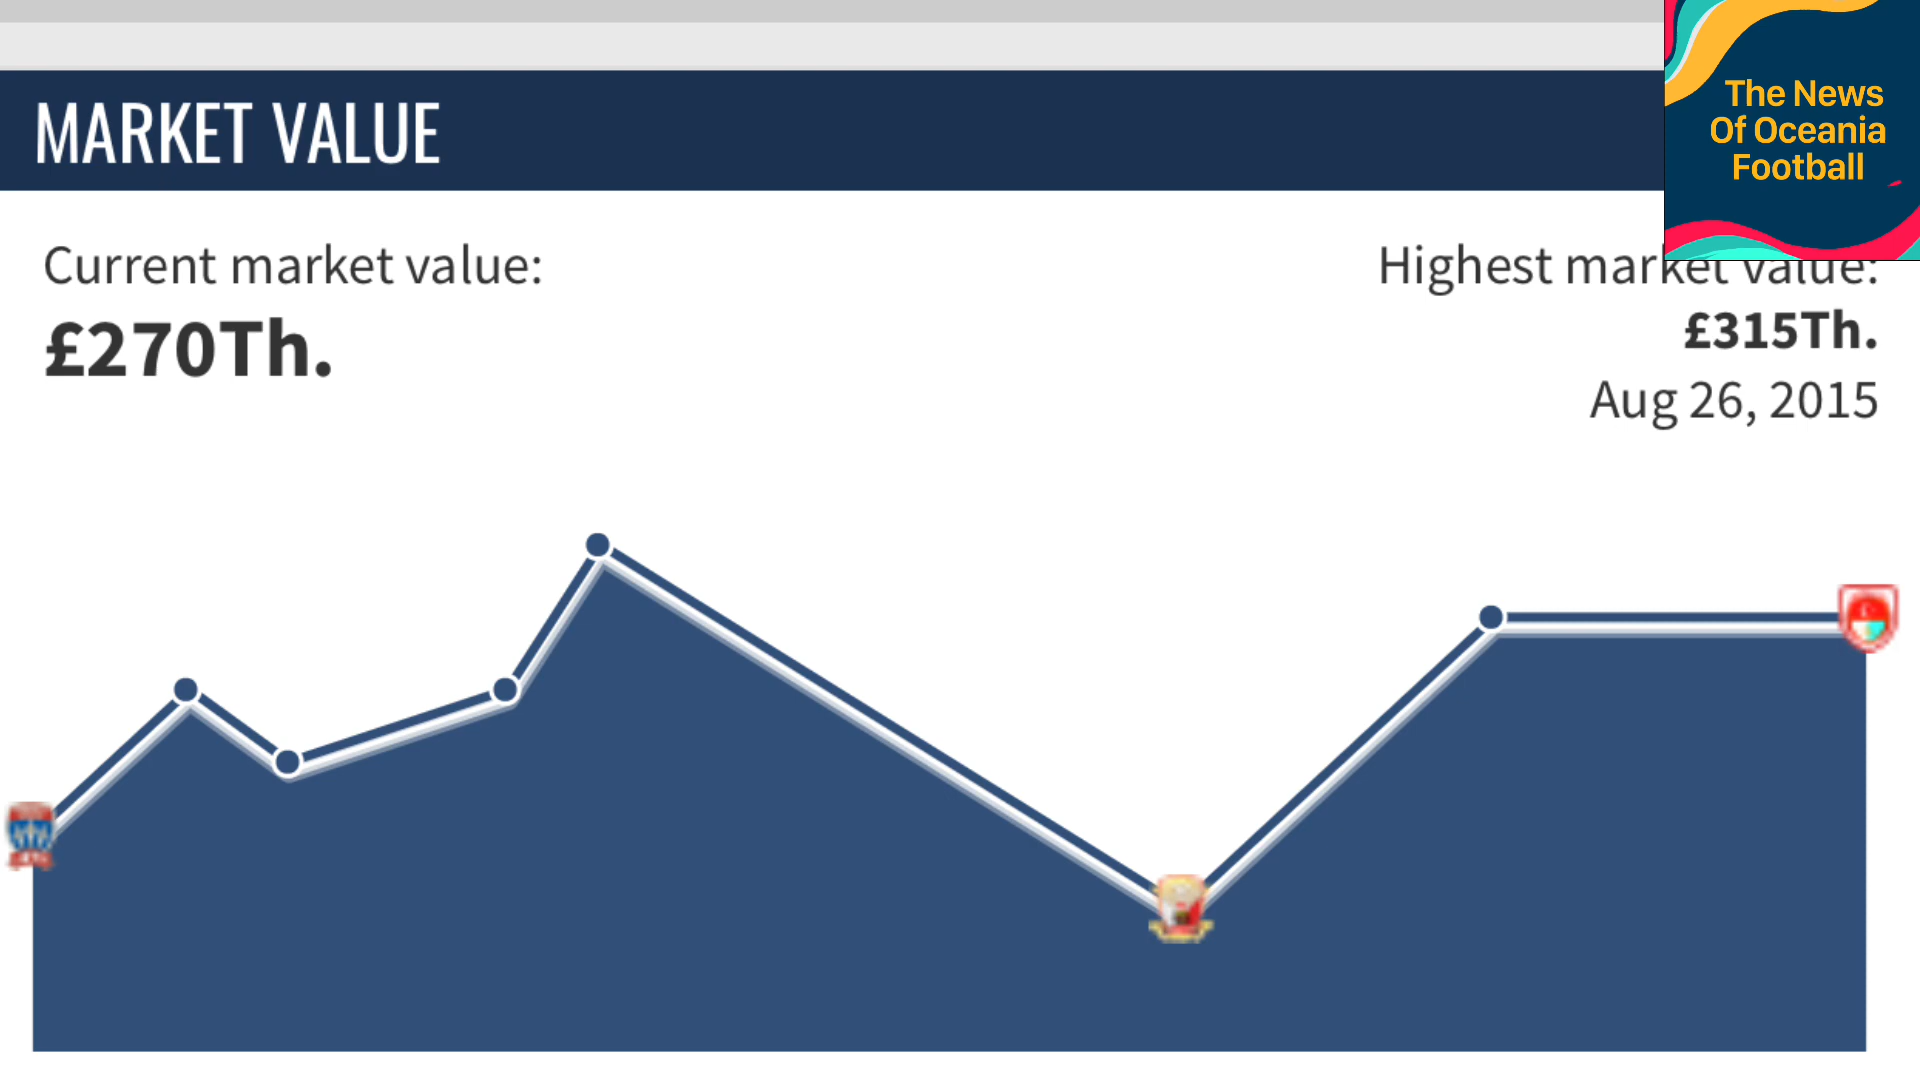 MARKET VALUE
The News
Of Oceania
Football
Current market value:
£270Th.
Highest market value:
£315Th.
Aug 26, 2015